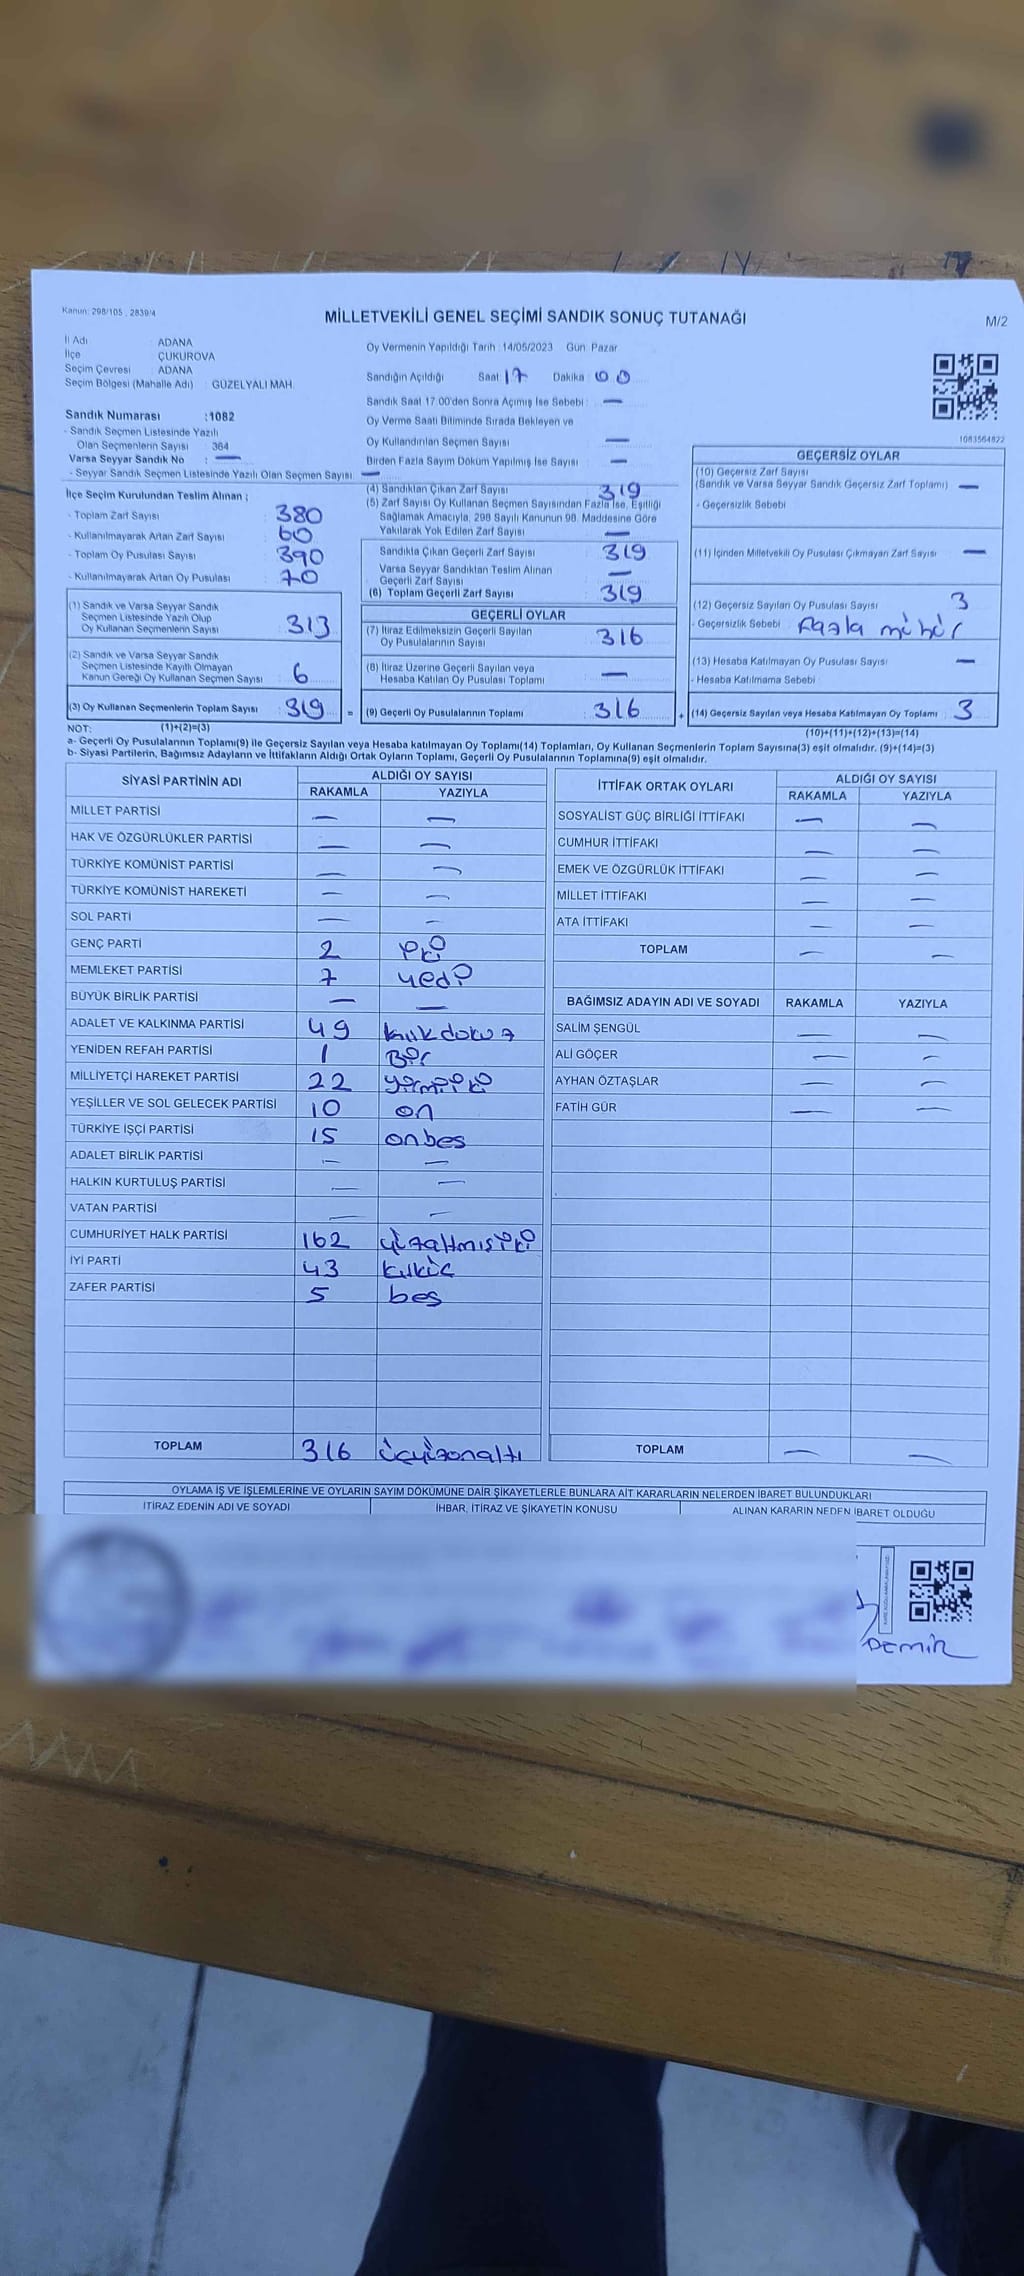 Kanun: 298/105 , 2839/4
MİLLETVEKİLİ GENEL SEÇİMİ SANDIK SONUÇ TUTANAĞI
M/2
İl Adı ADANA
İlçe ÇUKUROVA
Seçim Çevresi ADANA
Seçim Bölgesi (Mahalle Adı) : GÜZELYALI MAH.
Sandık Numarası :1082
- Sandık Seçmen Listesinde Yazılı
Olan Seçmenlerin Sayısı : 364
Varsa Seyyar Sandık No : —
- Seyyar Sandık Seçmen Listesinde Yazılı Olan Seçmen Sayısı —
Oy Vermenin Yapıldığı Tarih : 14/05/2023 Gün: Pazar
Sandığın Açıldığı Saat 17 Dakika 00
Sandık Saat 17.00'den Sonra Açımış İse Sebebi : —
Oy Verme Saati Bitiminde Sırada Bekleyen ve
Oy Kullandırılan Seçmen Sayısı —
Birden Fazla Sayım Döküm Yapılmış İse Sayısı —
1083564822
İlçe Seçim Kurulundan Teslim Alınan ;
- Toplam Zarf Sayısı 380
- Kullanılmayarak Artan Zarf Sayısı 60
- Toplam Oy Pusulası Sayısı 390
- Kullanılmayarak Artan Oy Pusulası 70
(1) Sandık ve Varsa Seyyar Sandık
Seçmen Listesinde Yazılı Olup
Oy Kullanan Seçmenlerin Sayısı : 313
(2) Sandık ve Varsa Seyyar Sandık
Seçmen Listesinde Kayıtlı Olmayan
Kanun Gereği Oy Kullanan Seçmen Sayısı : 6
(3) Oy Kullanan Seçmenlerin Toplam Sayısı : 319 =
(4) Sandıktan Çıkan Zarf Sayısı 319
(5) Zarf Sayısı Oy Kullanan Seçmen Sayısından Fazla İse, Eşitliği
Sağlamak Amacıyla, 298 Sayılı Kanunun 98. Maddesine Göre
Yakılarak Yok Edilen Zarf Sayısı —
Sandıkta Çıkan Geçerli Zarf Sayısı : 319
Varsa Seyyar Sandıktan Teslim Alınan
Geçerli Zarf Sayısı : —
(6) Toplam Geçerli Zarf Sayısı : 319
GEÇERLİ OYLAR
(7) İtiraz Edilmeksizin Geçerli Sayılan
Oy Pusulalarının Sayısı : 316
(8) İtiraz Üzerine Geçerli Sayılan veya
Hesaba Katılan Oy Pusulası Toplamı : —
(9) Geçerli Oy Pusulalarının Toplamı : 316 +
GEÇERSİZ OYLAR
(10) Geçersiz Zarf Sayısı
(Sandık ve Varsa Seyyar Sandık Geçersiz Zarf Toplamı) —
- Geçersizlik Sebebi :
(11) İçinden Milletvekili Oy Pusulası Çıkmayan Zarf Sayısı : —
(12) Geçersiz Sayılan Oy Pusulası Sayısı : 3
- Geçersizlik Sebebi : Fazla mühür
(13) Hesaba Katılmayan Oy Pusulası Sayısı : —
- Hesaba Katılmama Sebebi :
(14) Geçersiz Sayılan veya Hesaba Katılmayan Oy Toplamı : 3
NOT: (1)+(2)=(3) (10)+(11)+(12)+(13)=(14)
a- Geçerli Oy Pusulalarının Toplamı(9) ile Geçersiz Sayılan veya Hesaba katılmayan Oy Toplamı(14) Toplamları, Oy Kullanan Seçmenlerin Toplam Sayısına(3) eşit olmalıdır. (9)+(14)=(3)
b- Siyasi Partilerin, Bağımsız Adayların ve İttifakların Aldığı Ortak Oyların Toplamı, Geçerli Oy Pusulalarının Toplamına(9) eşit olmalıdır.
SİYASİ PARTİNİN ADI ALDIĞI OY SAYISI
RAKAMLA YAZIYLA
MİLLET PARTİSİ — —
HAK VE ÖZGÜRLÜKLER PARTİSİ — —
TÜRKİYE KOMÜNİST PARTİSİ — —
TÜRKİYE KOMÜNİST HAREKETİ — —
SOL PARTİ — —
GENÇ PARTİ 2 iki
MEMLEKET PARTİSİ 7 yedi
BÜYÜK BİRLİK PARTİSİ — —
ADALET VE KALKINMA PARTİSİ 49 kırkdokuz
YENİDEN REFAH PARTİSİ 1 Bir
MİLLİYETÇİ HAREKET PARTİSİ 22 yirmiiki
YEŞİLLER VE SOL GELECEK PARTİSİ 10 on
TÜRKİYE İŞÇİ PARTİSİ 15 onbeş
ADALET BİRLİK PARTİSİ — —
HALKIN KURTULUŞ PARTİSİ — —
VATAN PARTİSİ — —
CUMHURİYET HALK PARTİSİ 162 yüzaltmışiki
İYİ PARTİ 43 kırküç
ZAFER PARTİSİ 5 beş
TOPLAM 316 üçyüzonaltı
İTTİFAK ORTAK OYLARI ALDIĞI OY SAYISI
RAKAMLA YAZIYLA
SOSYALİST GÜÇ BİRLİĞİ İTTİFAKI — —
CUMHUR İTTİFAKI — —
EMEK VE ÖZGÜRLÜK İTTİFAKI — —
MİLLET İTTİFAKI — —
ATA İTTİFAKI — —
TOPLAM — —
BAĞIMSIZ ADAYIN ADI VE SOYADI RAKAMLA YAZIYLA
SALİM ŞENGÜL — —
ALİ GÖÇER — —
AYHAN ÖZTAŞLAR — —
FATİH GÜR — —
TOPLAM — —
OYLAMA İŞ VE İŞLEMLERİNE VE OYLARIN SAYIM DÖKÜMÜNE DAİR ŞİKAYETLERLE BUNLARA AİT KARARLARIN NELERDEN İBARET BULUNDUKLARI
İTİRAZ EDENİN ADI VE SOYADI İHBAR, İTİRAZ VE ŞİKAYETİN KONUSU ALINAN KARARIN NEDEN İBARET OLDUĞU
DEMİR